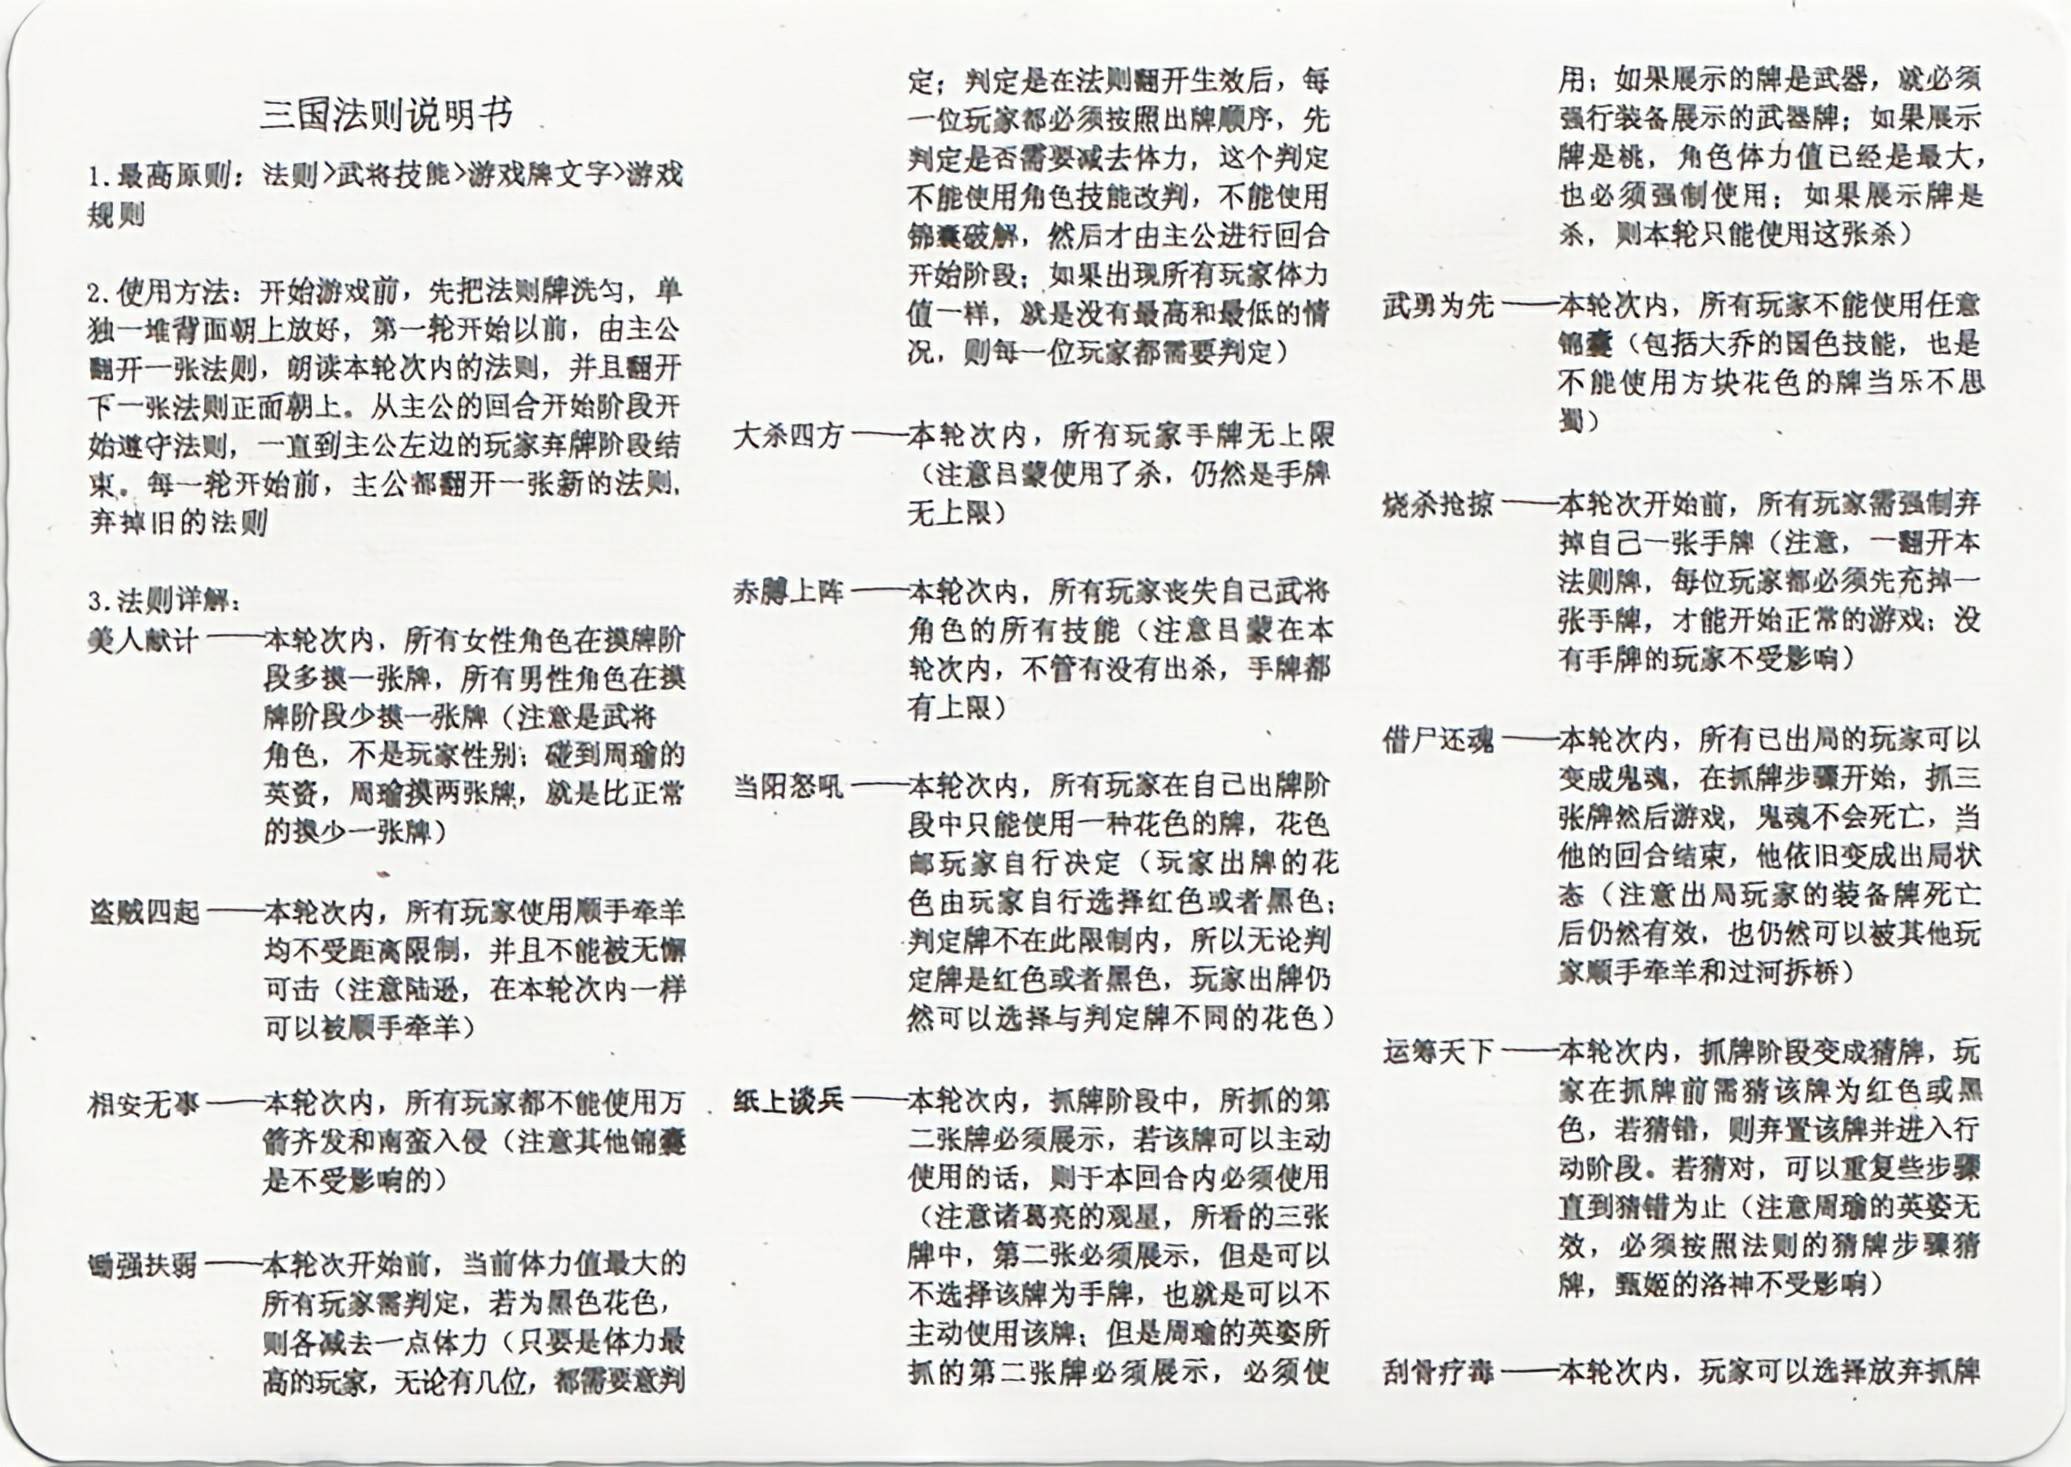 三国法则说明书
1.最高原则：法则>武将技能>游戏牌文字>游戏
规则
2.使用方法：开始游戏前，先把法则牌洗匀，单
独一堆背面朝上放好，第一轮开始以前，由主公
翻开一张法则，朗读本轮次内的法则，并且翻开
下一张法则正面朝上。从主公的回合开始阶段开
始遵守法则，一直到主公左边的玩家弃牌阶段结
束。每一轮开始前，主公都翻开一张新的法则，
弃掉旧的法则
3.法则详解：
美人献计——本轮次内，所有女性角色在摸牌阶
段多摸一张牌，所有男性角色在摸
牌阶段少摸一张牌（注意是武将
角色，不是玩家性别；碰到周瑜的
英资，周瑜摸两张牌，就是比正常
的摸少一张牌）
盗贼四起——本轮次内，所有玩家使用顺手牵羊
均不受距离限制，并且不能被无懈
可击（注意陆逊，在本轮次内一样
可以被顺手牵羊）
相安无事——本轮次内，所有玩家都不能使用万
箭齐发和南蛮入侵（注意其他锦囊
是不受影响的）
锄强扶弱——本轮次开始前，当前体力值最大的
所有玩家需判定，若为黑色花色，
则各减去一点体力（只要是体力最
高的玩家，无论有几位，都需要意判
定；判定是在法则翻开生效后，每
一位玩家都必须按照出牌顺序，先
判定是否需要减去体力，这个判定
不能使用角色技能改判，不能使用
锦囊破解，然后才由主公进行回合
开始阶段；如果出现所有玩家体力
值一样，就是没有最高和最低的情
况，则每一位玩家都需要判定）
大杀四方——本轮次内，所有玩家手牌无上限
（注意吕蒙使用了杀，仍然是手牌
无上限）
赤膊上阵——本轮次内，所有玩家丧失自己武将
角色的所有技能（注意吕蒙在本
轮次内，不管有没有出杀，手牌都
有上限）
当阳怒吼——本轮次内，所有玩家在自己出牌阶
段中只能使用一种花色的牌，花色
邮玩家自行决定（玩家出牌的花
色由玩家自行选择红色或者黑色；
判定牌不在此限制内，所以无论判
定牌是红色或者黑色，玩家出牌仍
然可以选择与判定牌不同的花色）
纸上谈兵——本轮次内，抓牌阶段中，所抓的第
二张牌必须展示，若该牌可以主动
使用的话，则于本回合内必须使用
（注意诸葛亮的观星，所看的三张
牌中，第二张必须展示，但是可以
不选择该牌为手牌，也就是可以不
主动使用该牌；但是周瑜的英姿所
抓的第二张牌必须展示，必须使
用；如果展示的牌是武器，就必须
强行装备展示的武器牌；如果展示
牌是桃，角色体力值已经是最大，
也必须强制使用；如果展示牌是
杀，则本轮只能使用这张杀）
武勇为先——本轮次内，所有玩家不能使用任意
锦囊（包括大乔的国色技能，也是
不能使用方块花色的牌当乐不思
蜀）
烧杀抢掠——本轮次开始前，所有玩家需强制弃
掉自己一张手牌（注意，一翻开本
法则牌，每位玩家都必须先充掉一
张手牌，才能开始正常的游戏；没
有手牌的玩家不受影响）
借尸还魂——本轮次内，所有已出局的玩家可以
变成鬼魂，在抓牌步骤开始，抓三
张牌然后游戏，鬼魂不会死亡，当
他的回合结束，他依旧变成出局状
态（注意出局玩家的装备牌死亡
后仍然有效，也仍然可以被其他玩
家顺手牵羊和过河拆桥）
运筹天下——本轮次内，抓牌阶段变成猜牌，玩
家在抓牌前需猜该牌为红色或黑
色，若猜错，则弃置该牌并进入行
动阶段。若猜对，可以重复些步骤
直到猜错为止（注意周瑜的英姿无
效，必须按照法则的猜牌步骤猜
牌，甄姬的洛神不受影响）
刮骨疗毒——本轮次内，玩家可以选择放弃抓牌